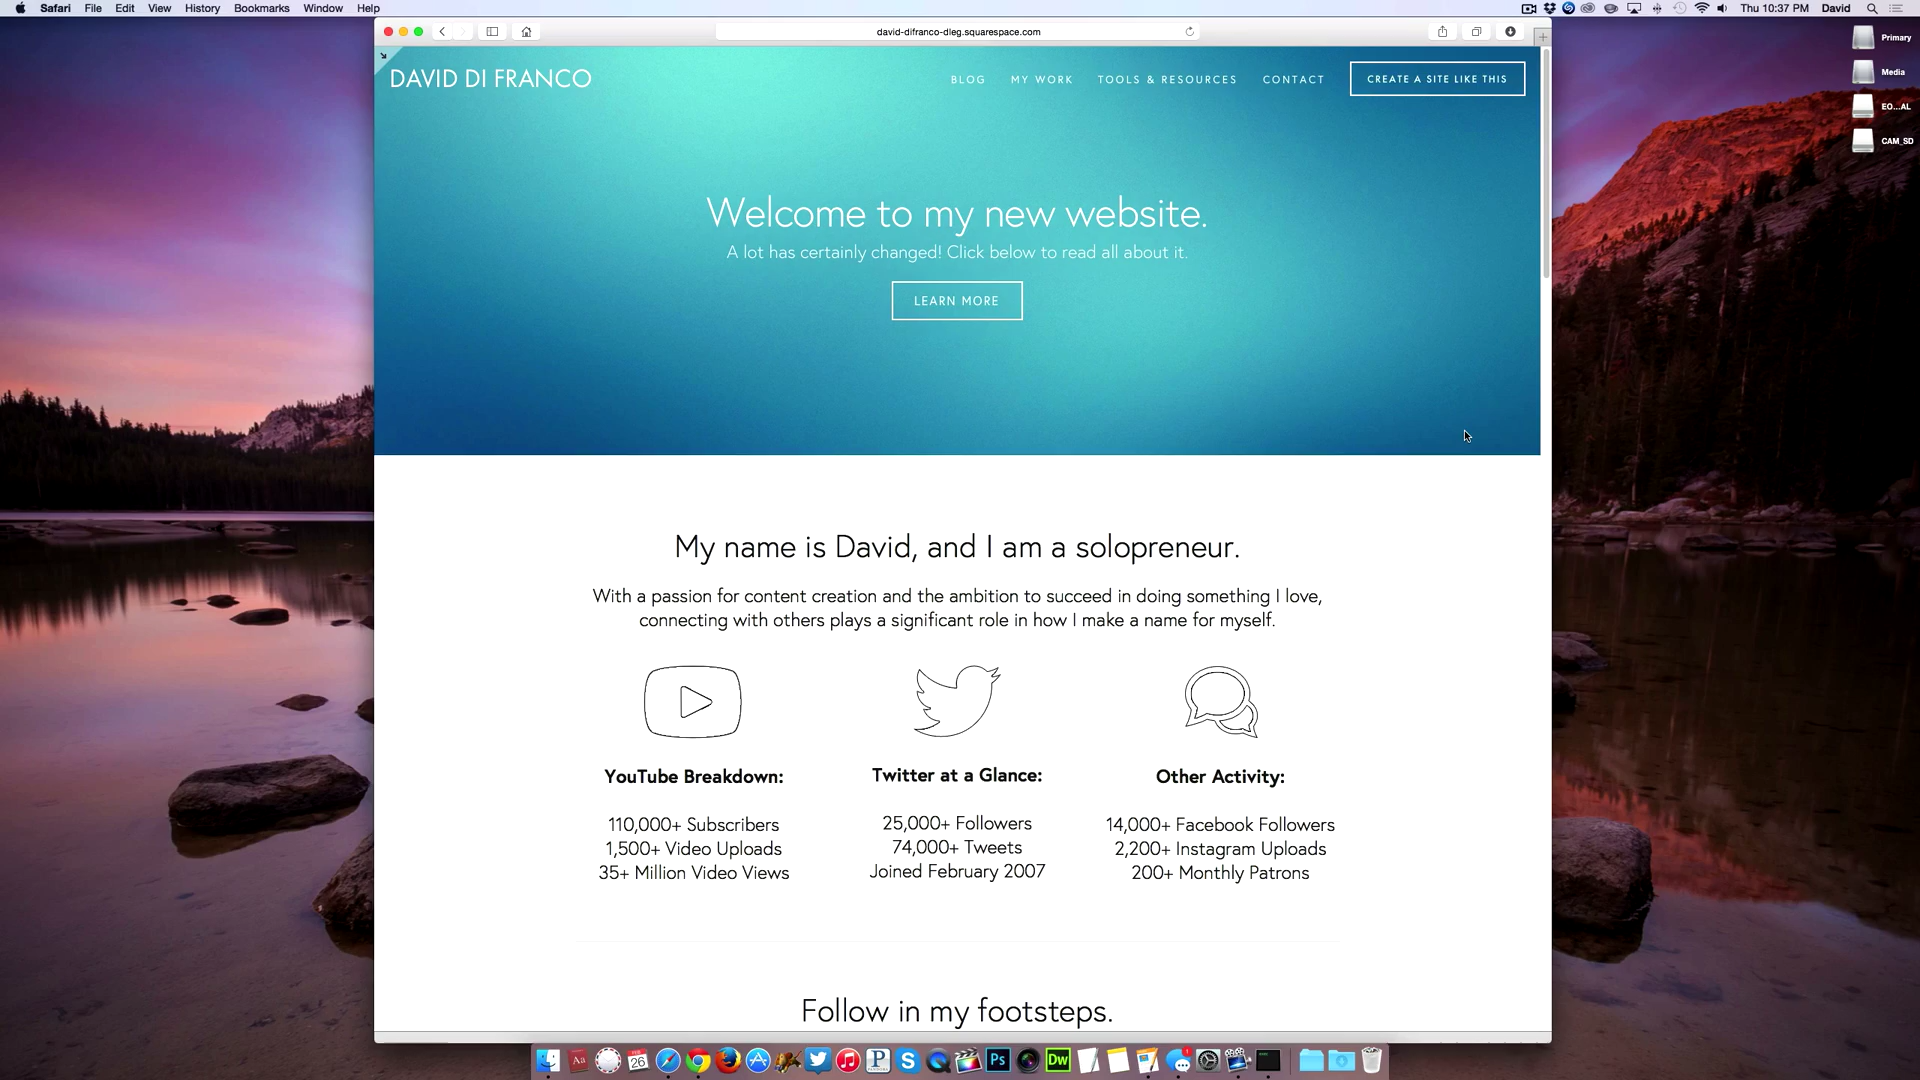 Safari File Edit View History Bookmarks Window Help
Thu 10:37 PM David
david-difranco-dleg.squarespace.com
Primary
Media
EO...AL
CAM_SD
DAVID DI FRANCO
BLOG MY WORK TOOLS & RESOURCES CONTACT CREATE A SITE LIKE THIS
Welcome to my new website.
A lot has certainly changed! Click below to read all about it.
LEARN MORE
My name is David, and I am a solopreneur.
With a passion for content creation and the ambition to succeed in doing something I love,
connecting with others plays a significant role in how I make a name for myself.
YouTube Breakdown:
110,000+ Subscribers
1,500+ Video Uploads
35+ Million Video Views
Twitter at a Glance:
25,000+ Followers
74,000+ Tweets
Joined February 2007
Other Activity:
14,000+ Facebook Followers
2,200+ Instagram Uploads
200+ Monthly Patrons
Follow in my footsteps.
Aa
26
P
S
Ps
Dw